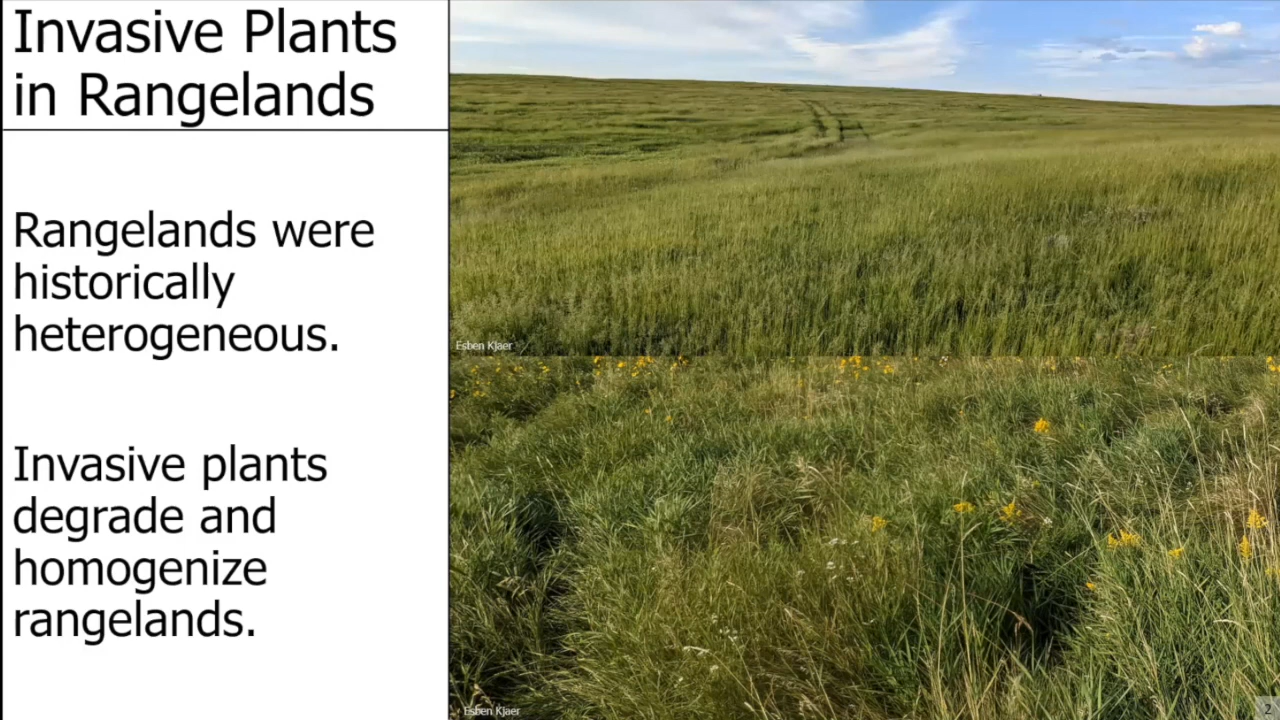 Invasive Plants
in Rangelands
Rangelands were
historically
heterogeneous.
Invasive plants
degrade and
homogenize
rangelands.
Esben Kjaer
Esben Kjaer
2